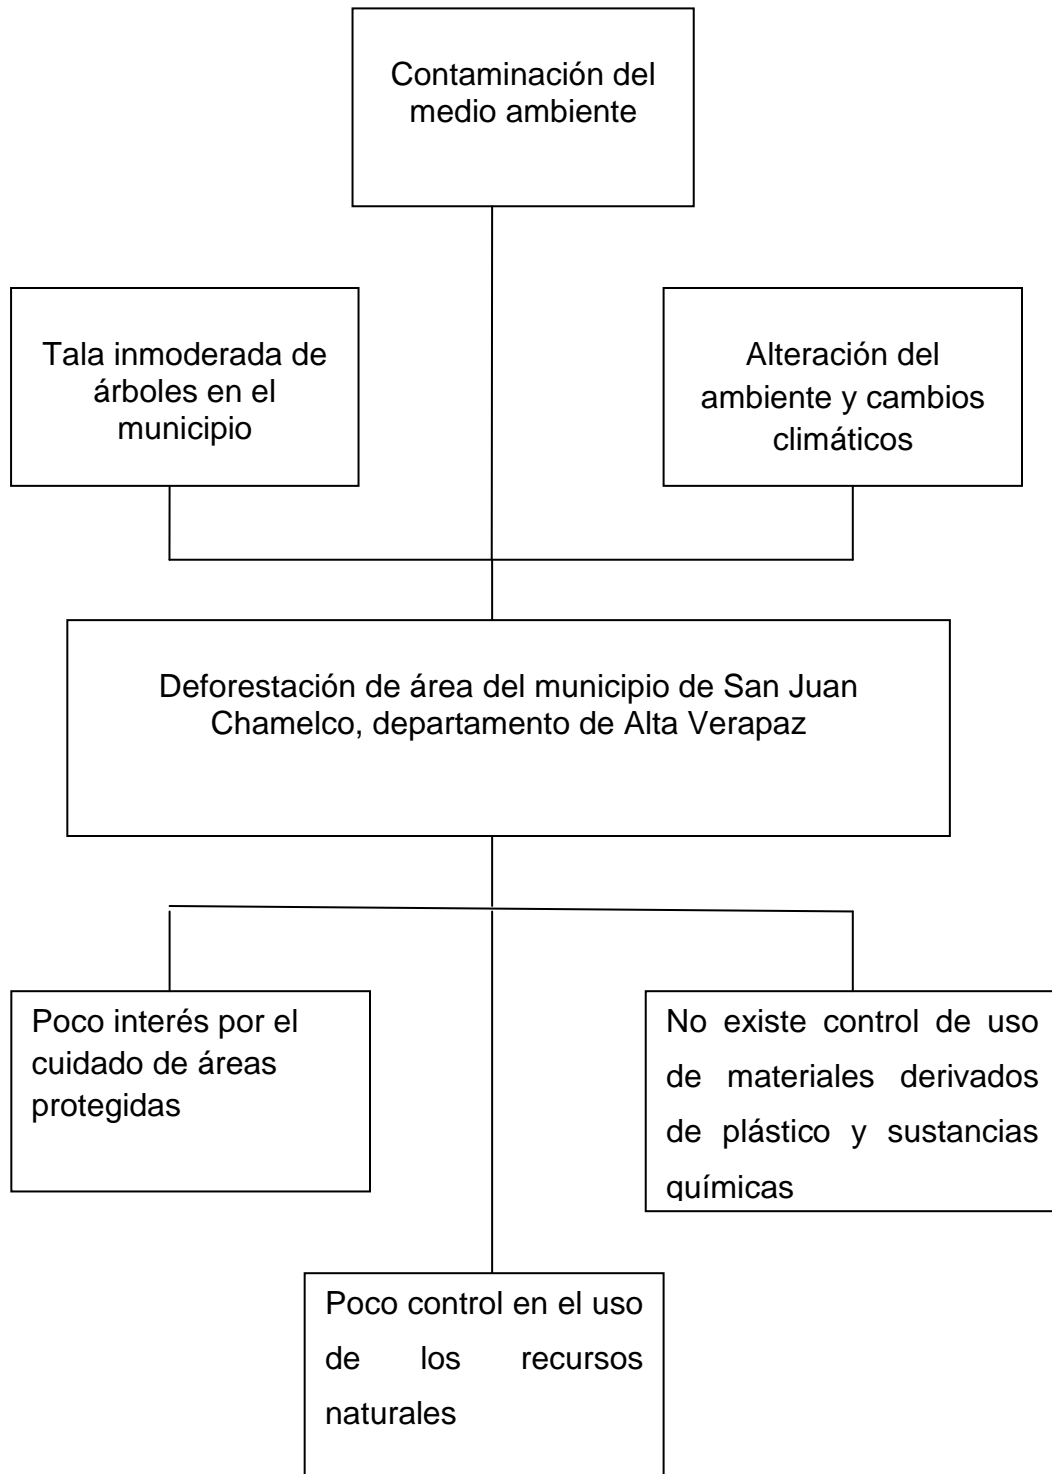 Contaminación del
medio ambiente
Tala inmoderada de
árboles en el
municipio
Alteración del
ambiente y cambios
climáticos
Deforestación de área del municipio de San Juan
Chamelco, departamento de Alta Verapaz
Poco interés por el
cuidado de áreas
protegidas
No existe control de uso
de materiales derivados
de plástico y sustancias
químicas
Poco control en el uso
de los recursos
naturales